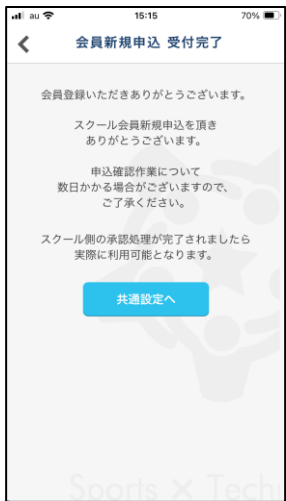 au 15:15 70%
会員新規申込 受付完了
会員登録いただきありがとうございます。
スクール会員新規申込を頂き
ありがとうございます。
申込確認作業について
数日かかる場合がございますので、
ご了承ください。
スクール側の承認処理が完了されましたら
実際に利用可能となります。
共通設定へ
Sports × Techn